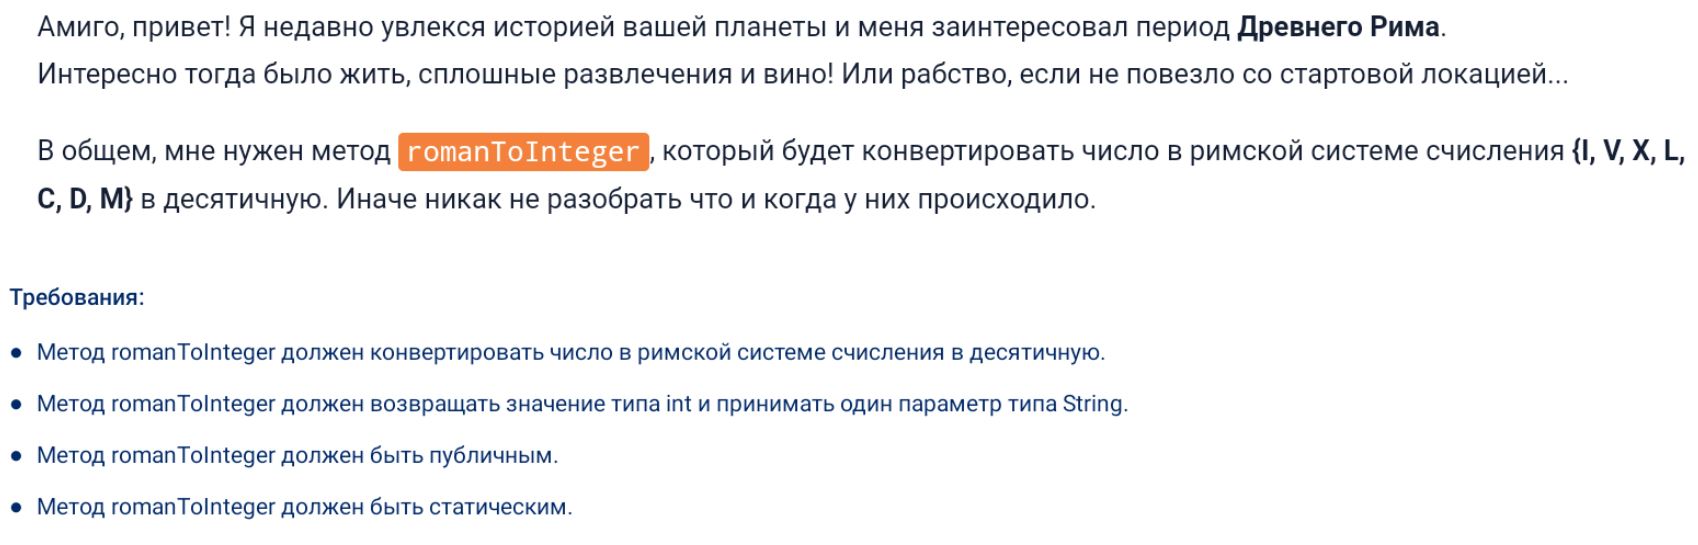 Амиго, привет! Я недавно увлекся историей вашей планеты и меня заинтересовал период Древнего Рима.
Интересно тогда было жить, сплошные развлечения и вино! Или рабство, если не повезло со стартовой локацией...
В общем, мне нужен метод romanToInteger, который будет конвертировать число в римской системе счисления {I, V, X, L,
C, D, M} в десятичную. Иначе никак не разобрать что и когда у них происходило.
Требования:
● Метод romanToInteger должен конвертировать число в римской системе счисления в десятичную.
● Метод romanToInteger должен возвращать значение типа int и принимать один параметр типа String.
● Метод romanToInteger должен быть публичным.
● Метод romanToInteger должен быть статическим.